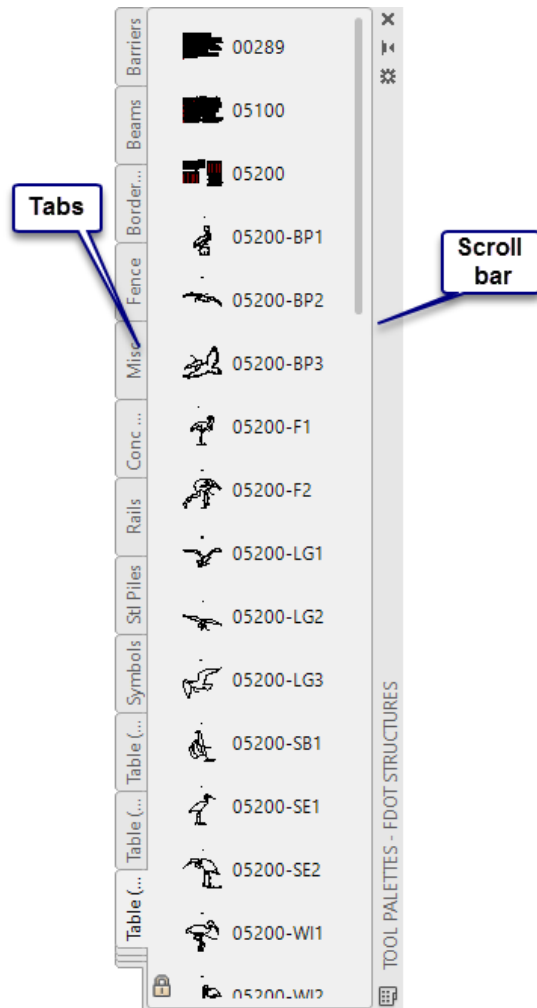 Barriers
Beams
Border...
Fence
Misc
Conc ...
Rails
Stl Piles
Symbols
Table (...
Table (...
Table (...
Tabs
00289
05100
05200
05200-BP1
05200-BP2
05200-BP3
05200-F1
05200-F2
05200-LG1
05200-LG2
05200-LG3
05200-SB1
05200-SE1
05200-SE2
05200-WI1
05200-WI2
Scroll
bar
TOOL PALETTES - FDOT STRUCTURES